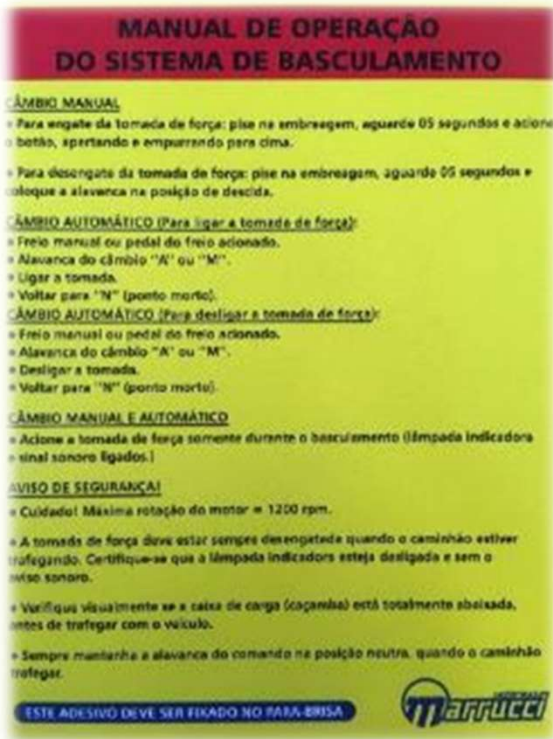 MANUAL DE OPERAÇÃO
DO SISTEMA DE BASCULAMENTO
CÂMBIO MANUAL
• Para engate da tomada de força: pise na embreagem, aguarde 05 segundos e acione
o botão, apertando e empurrando para cima.
• Para desengate da tomada de força: pise na embreagem, aguarde 05 segundos e
coloque a alavanca na posição de descida.
CÂMBIO AUTOMÁTICO (Para ligar a tomada de força):
• Freio manual ou pedal do freio acionado.
• Alavanca do câmbio "A" ou "M".
• Ligar a tomada.
• Voltar para "N" (ponto morto).
CÂMBIO AUTOMÁTICO (Para desligar a tomada de força):
• Freio manual ou pedal do freio acionado.
• Alavanca do câmbio "A" ou "M".
• Desligar a tomada.
• Voltar para "N" (ponto morto).
CÂMBIO MANUAL E AUTOMÁTICO
• Acione a tomada de força somente durante o basculamento (lâmpada indicadora
e sinal sonoro ligados.)
AVISO DE SEGURANÇA!
• Cuidado! Máxima rotação do motor = 1200 rpm.
• A tomada de força deve estar sempre desengatada quando o caminhão estiver
trafegando. Certifique-se que a lâmpada indicadora esteja desligada e sem o
aviso sonoro.
• Verifique visualmente se a caixa de carga (caçamba) está totalmente abaixada,
antes de trafegar com o veículo.
• Sempre mantenha a alavanca do comando na posição neutra, quando o caminhão
trafegar.
ESTE ADESIVO DEVE SER FIXADO NO PARA-BRISA
Marrucci